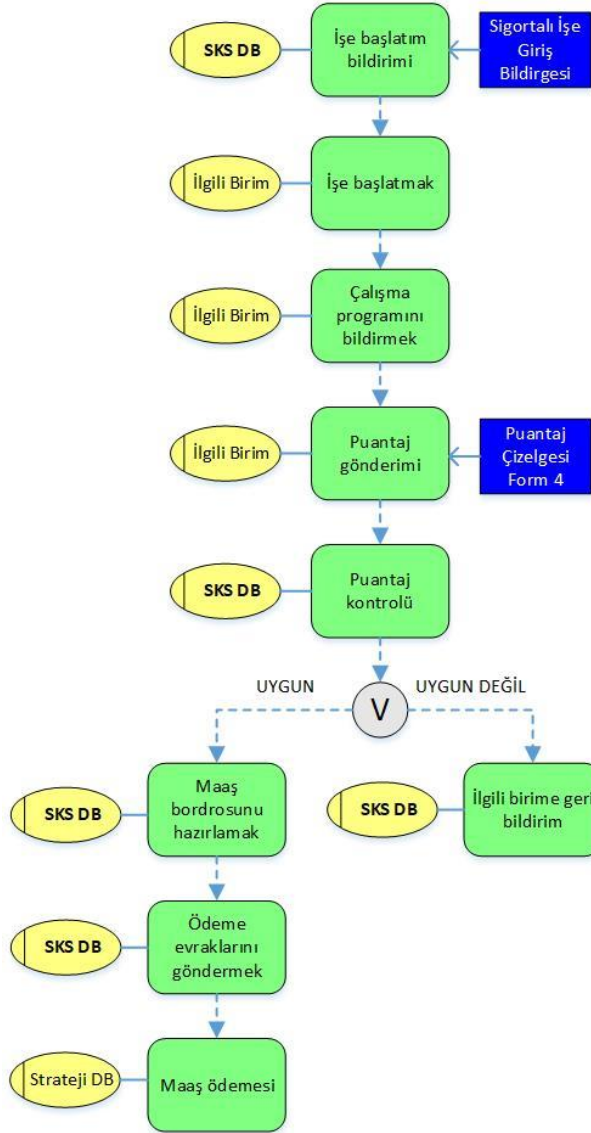 SKS DB
İşe başlatım
bildirimi
Sigortalı İşe
Giriş
Bildirgesi
İlgili Birim
İşe başlatmak
İlgili Birim
Çalışma
programını
bildirmek
İlgili Birim
Puantaj
gönderimi
Puantaj
Çizelgesi
Form 4
SKS DB
Puantaj
kontrolü
UYGUN
V
UYGUN DEĞİL
SKS DB
Maaş
bordrosunu
hazırlamak
SKS DB
İlgili birime geri
bildirim
SKS DB
Ödeme
evraklarını
göndermek
Strateji DB
Maaş ödemesi